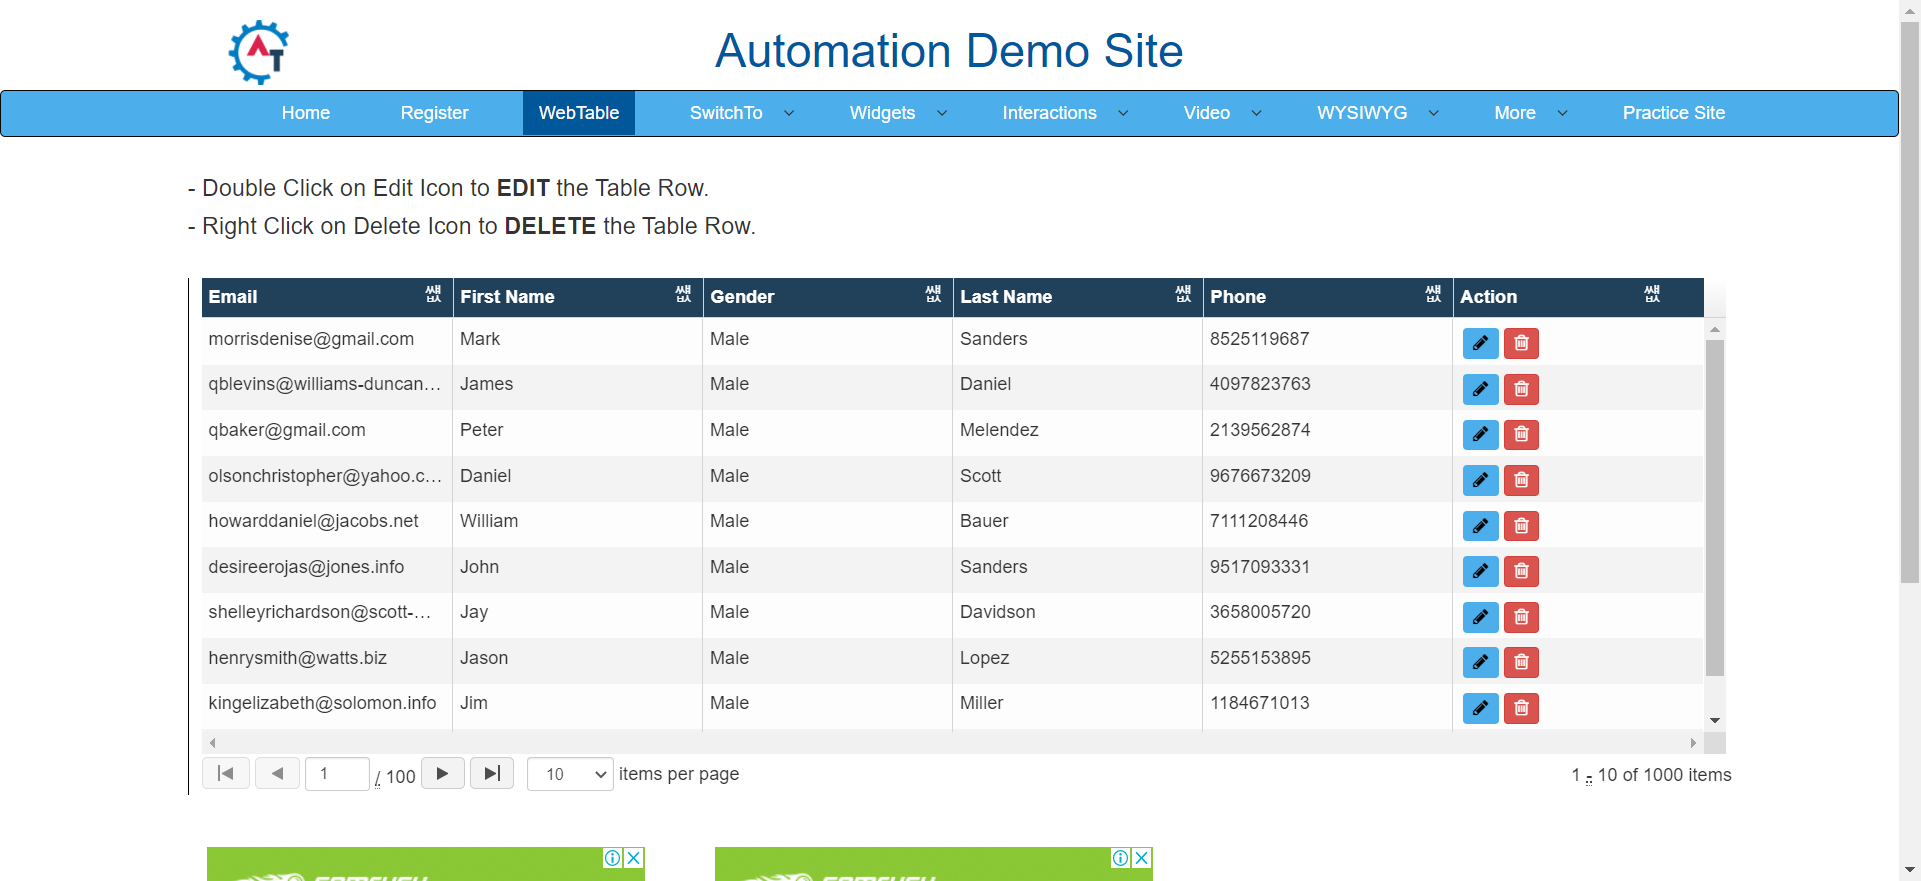 AT
Automation Demo Site
Home Register WebTable SwitchTo Widgets Interactions Video WYSIWYG More Practice Site
- Double Click on Edit Icon to EDIT the Table Row.
- Right Click on Delete Icon to DELETE the Table Row.
Email First Name Gender Last Name Phone Action
morrisdenise@gmail.com Mark Male Sanders 8525119687
qblevins@williams-duncan... James Male Daniel 4097823763
qbaker@gmail.com Peter Male Melendez 2139562874
olsonchristopher@yahoo.c... Daniel Male Scott 9676673209
howarddaniel@jacobs.net William Male Bauer 7111208446
desireerojas@jones.info John Male Sanders 9517093331
shelleyrichardson@scott-... Jay Male Davidson 3658005720
henrysmith@watts.biz Jason Male Lopez 5255153895
kingelizabeth@solomon.info Jim Male Miller 1184671013
1 / 100 10 items per page 1 - 10 of 1000 items